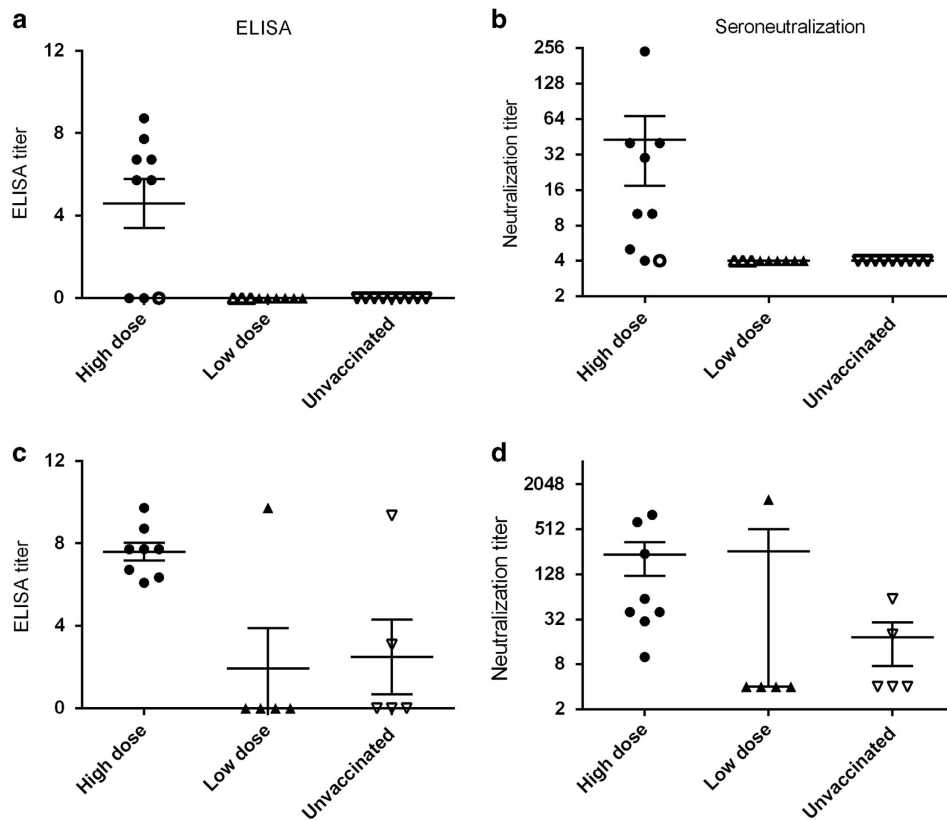 a
ELISA
12
8
4
0
ELISA titer
High dose
Low dose
Unvaccinated
b
Seroneutralization
256
128
64
32
16
8
4
2
Neutralization titer
High dose
Low dose
Unvaccinated
c
12
8
4
0
ELISA titer
High dose
Low dose
Unvaccinated
d
2048
512
128
32
8
2
Neutralization titer
High dose
Low dose
Unvaccinated